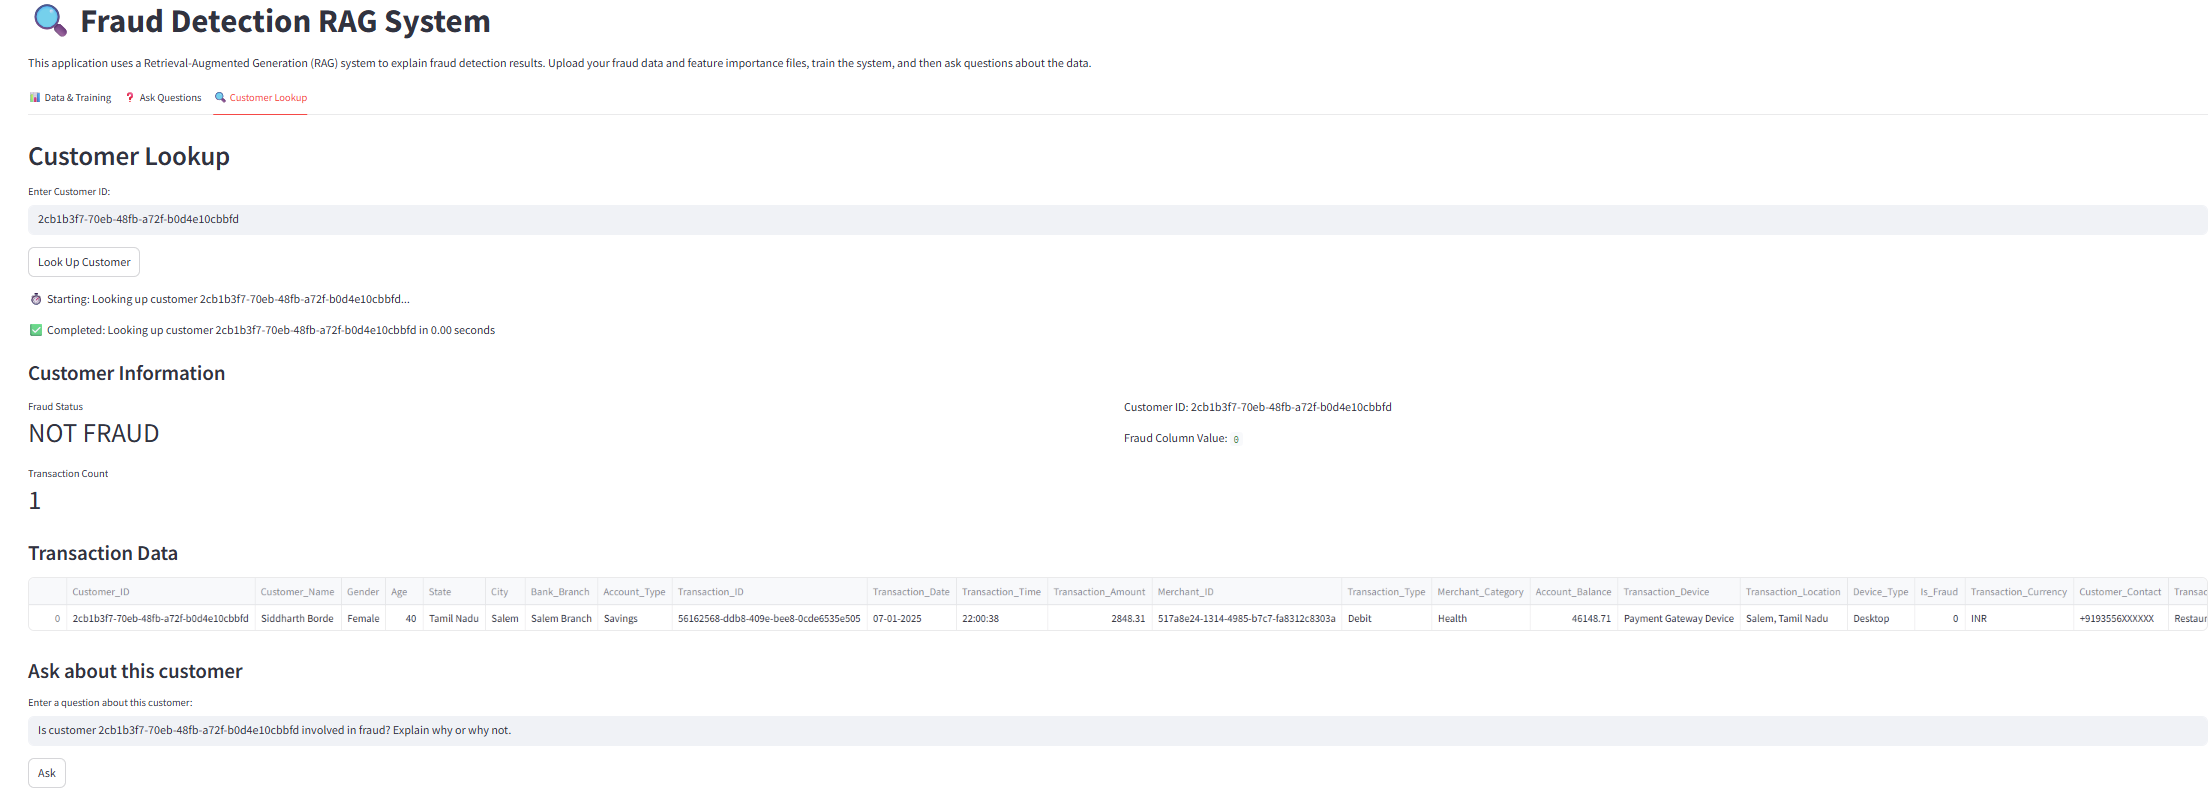 Fraud Detection RAG System
This application uses a Retrieval-Augmented Generation (RAG) system to explain fraud detection results. Upload your fraud data and feature importance files, train the system, and then ask questions about the data.
Data & Training Ask Questions Customer Lookup
Customer Lookup
Enter Customer ID:
2cb1b3f7-70eb-48fb-a72f-b0d4e10cbbfd
Look Up Customer
Starting: Looking up customer 2cb1b3f7-70eb-48fb-a72f-b0d4e10cbbfd...
Completed: Looking up customer 2cb1b3f7-70eb-48fb-a72f-b0d4e10cbbfd in 0.00 seconds
Customer Information
Fraud Status
NOT FRAUD
Transaction Count
1
Customer ID: 2cb1b3f7-70eb-48fb-a72f-b0d4e10cbbfd
Fraud Column Value: 0
Transaction Data
Customer_ID Customer_Name Gender Age State City Bank_Branch Account_Type Transaction_ID Transaction_Date Transaction_Time Transaction_Amount Merchant_ID Transaction_Type Merchant_Category Account_Balance Transaction_Device Transaction_Location Device_Type Is_Fraud Transaction_Currency Customer_Contact Transac
0 2cb1b3f7-70eb-48fb-a72f-b0d4e10cbbfd Siddharth Borde Female 40 Tamil Nadu Salem Salem Branch Savings 56162568-ddb8-409e-bee8-0cde6535e505 07-01-2025 22:00:38 2848.31 517a8e24-1314-4985-b7c7-fa8312c8303a Debit Health 46148.71 Payment Gateway Device Salem, Tamil Nadu Desktop 0 INR +9193556XXXXXX Restaur
Ask about this customer
Enter a question about this customer:
Is customer 2cb1b3f7-70eb-48fb-a72f-b0d4e10cbbfd involved in fraud? Explain why or why not.
Ask